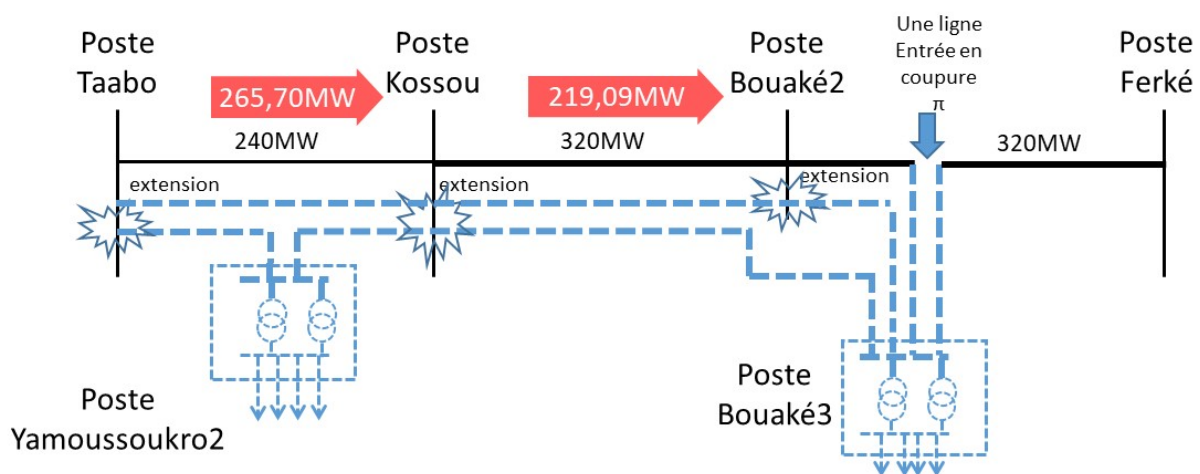 Poste
Taabo
Poste
Kossou
Poste
Bouaké2
Une ligne
Entrée en
coupure
π
Poste
Ferké
265,70MW
219,09MW
240MW
320MW
320MW
extension
extension
extension
Poste
Yamoussoukro2
Poste
Bouaké3